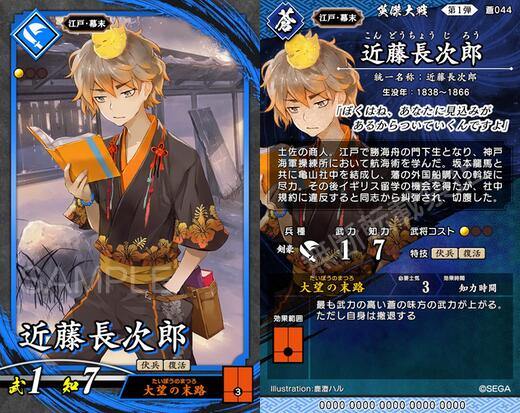 江戸・幕末
SAMPLE
近藤長次郎
伏兵 復活
武1 知7
たいぼうのまつろ
大望の末路
3
蒼
江戸・幕末
英傑大戦
第1弾
蒼044
こんどうちょうじろう
近藤長次郎
統一名称：近藤長次郎
生没年：1838～1866
「ぼくはね、あなたに見込みが
あるからついていくんですよ」
土佐の商人。江戸で勝海舟の門下生となり、神戸
海軍操練所において航海術を学んだ。坂本龍馬と
共に亀山社中を結成し、藩の外国船購入の斡旋に
尽力。その後イギリス留学の機会を得たが、社中
規約に違反すると同志から糾弾され、切腹した。
兵種 武力 知力 武将コスト
剣豪 1 7 特技 伏兵 復活
たいぼうのまつろ 必要士気 効果時間
大望の末路 3 知力時間
効果範囲
最も武力の高い蒼の味方の武力が上がる。
ただし自身は撤退する
Illustration:鹿澄ハル
©SEGA
0000 0000 0000 0000 0000